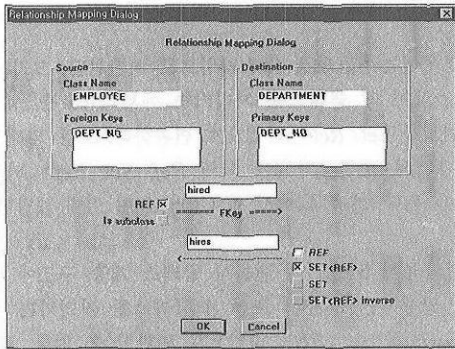 Relationship Mapping Dialog
Relationship Mapping Dialog
Source
Destination
Class Name
Class Name
EMPLOYEE
DEPARTMENT
Foreign Keys
Primary Keys
DEPT_NO
DEPT_NO
hired
REF
====== FKey =====>
Is subclass
hires
<--------------------
REF
SET<REF>
SET
SET<REF> inverse
OK
Cancel